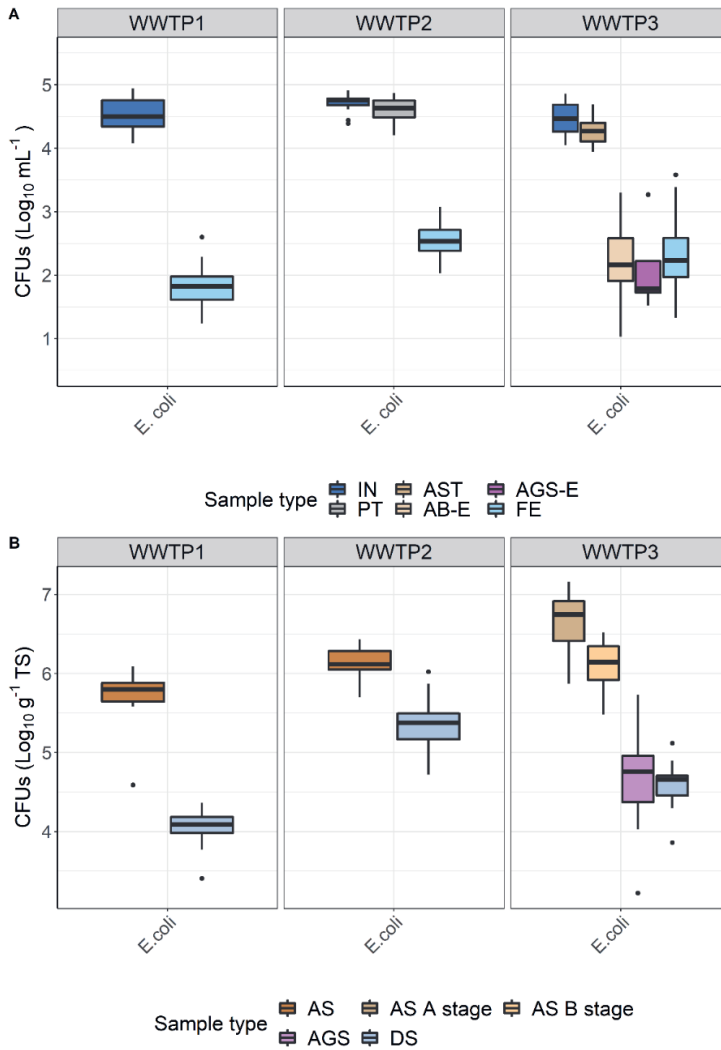 A
WWTP1 WWTP2 WWTP3
CFUs (Log10 mL-1 )
5
4
3
2
1
E. coli E. coli E. coli
Sample type IN AST AGS-E
PT AB-E FE
B
WWTP1 WWTP2 WWTP3
CFUs (Log10 g-1 TS)
7
6
5
4
E.coli E.coli E.coli
Sample type AS AS A stage AS B stage
AGS DS